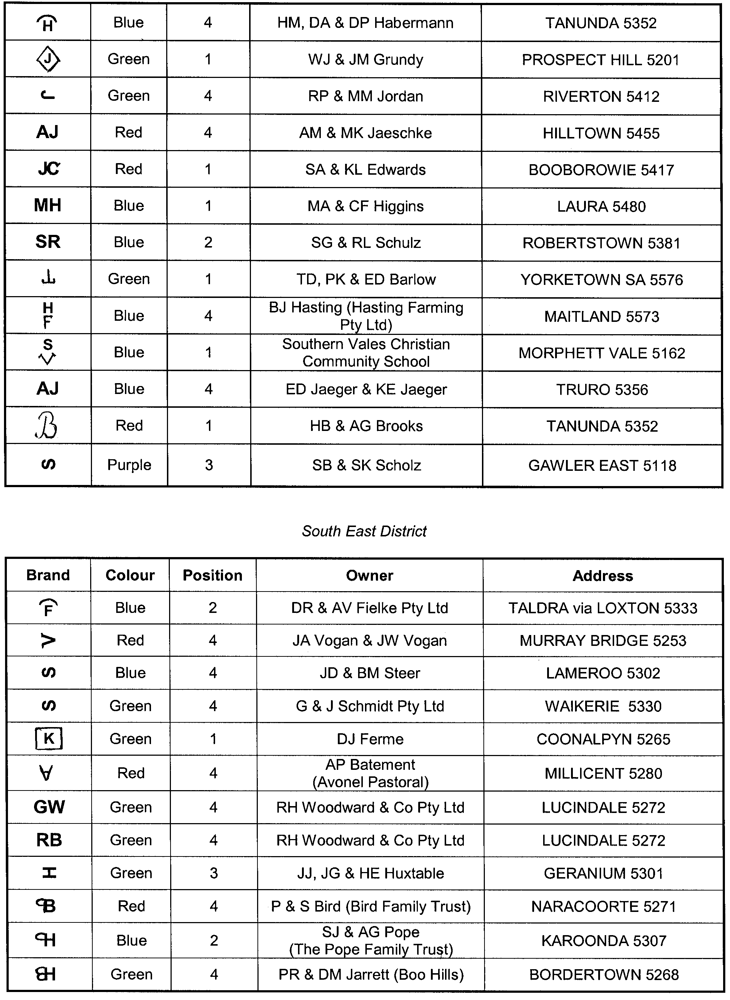 H Blue 4 HM, DA & DP Habermann TANUNDA 5352
J Green 1 WJ & JM Grundy PROSPECT HILL 5201
J Green 4 RP & MM Jordan RIVERTON 5412
AJ Red 4 AM & MK Jaeschke HILLTOWN 5455
JC Red 1 SA & KL Edwards BOOBOROWIE 5417
MH Blue 1 MA & CF Higgins LAURA 5480
SR Blue 2 SG & RL Schulz ROBERTSTOWN 5381
Green 1 TD, PK & ED Barlow YORKETOWN SA 5576
H
F Blue 4 BJ Hasting (Hasting Farming
Pty Ltd) MAITLAND 5573
S
V Blue 1 Southern Vales Christian
Community School MORPHETT VALE 5162
AJ Blue 4 ED Jaeger & KE Jaeger TRURO 5356
B Red 1 HB & AG Brooks TANUNDA 5352
S Purple 3 SB & SK Scholz GAWLER EAST 5118
South East District
Brand Colour Position Owner Address
F Blue 2 DR & AV Fielke Pty Ltd TALDRA via LOXTON 5333
V Red 4 JA Vogan & JW Vogan MURRAY BRIDGE 5253
S Blue 4 JD & BM Steer LAMEROO 5302
S Green 4 G & J Schmidt Pty Ltd WAIKERIE 5330
K Green 1 DJ Ferme COONALPYN 5265
A Red 4 AP Batement
(Avonel Pastoral) MILLICENT 5280
GW Green 4 RH Woodward & Co Pty Ltd LUCINDALE 5272
RB Green 4 RH Woodward & Co Pty Ltd LUCINDALE 5272
H Green 3 JJ, JG & HE Huxtable GERANIUM 5301
PB Red 4 P & S Bird (Bird Family Trust) NARACOORTE 5271
PH Blue 2 SJ & AG Pope
(The Pope Family Trust) KAROONDA 5307
BH Green 4 PR & DM Jarrett (Boo Hills) BORDERTOWN 5268